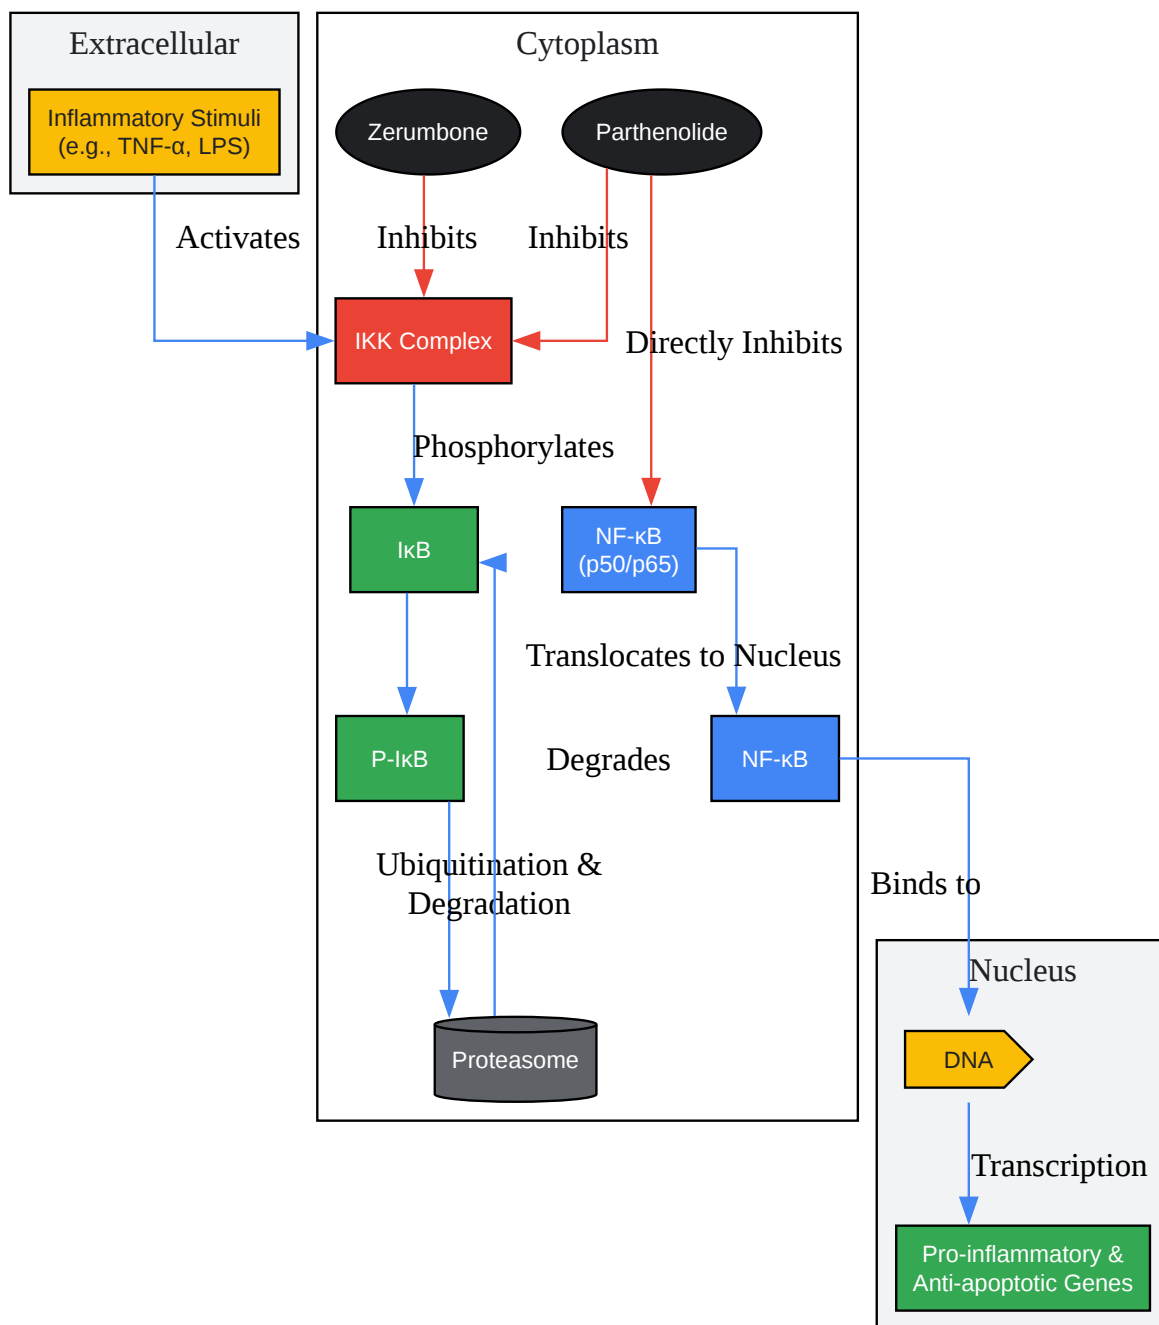 Extracellular
Cytoplasm
Inflammatory Stimuli
(e.g., TNF-α, LPS)
Zerumbone
Parthenolide
Activates
Inhibits
Inhibits
IKK Complex
Directly Inhibits
Phosphorylates
IκB
NF-κB
(p50/p65)
Translocates to Nucleus
P-IκB
Degrades
NF-κB
Ubiquitination &
Degradation
Binds to
Nucleus
Proteasome
DNA
Transcription
Pro-inflammatory &
Anti-apoptotic Genes